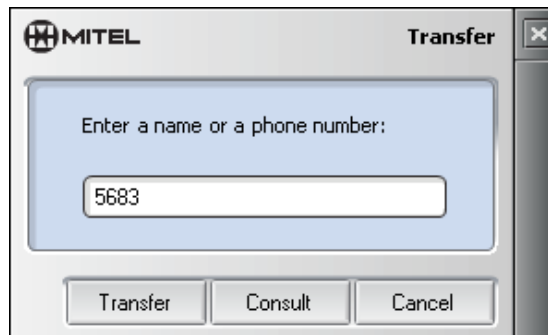 MITEL Transfer
Enter a name or a phone number:
5683
Transfer Consult Cancel